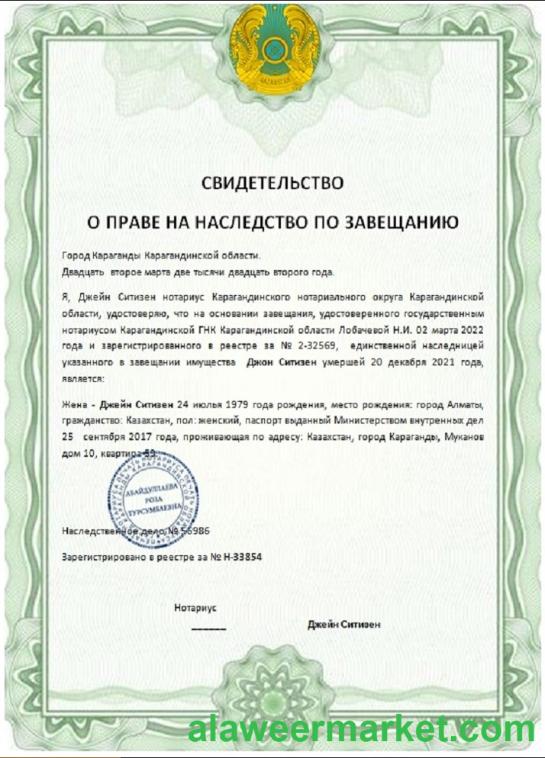 ҚАЗАҚСТАН
СВИДЕТЕЛЬСТВО
О ПРАВЕ НА НАСЛЕДСТВО ПО ЗАВЕЩАНИЮ
Город Караганды Карагандинской области.
Двадцать второе марта две тысячи двадцать второго года.
Я, Джейн Ситизен нотариус Карагандинского нотариального округа Карагандинской
области, удостоверяю, что на основании завещания, удостоверенного государственным
нотариусом Карагандинской ГНК Карагандинской области Лобачевой Н.И. 02 марта 2022
года и зарегистрированного в реестре за № 2-32569, единственной наследницей
указанного в завещании имущества Джон Ситизен умершей 20 декабря 2021 года,
является:
Жена - Джейн Ситизен 24 июлья 1979 года рождения, место рождения: город Алматы,
гражданство: Казахстан, пол: женский, паспорт выданный Министерством внутренных дел
25 сентября 2017 года, проживающая по адресу: Казахстан, город Караганды, Муканов
дом 10, квартира 59.
АБАЙДУЛЛАЕВА
РОЗА
ТУРСУМБАЕВНА
Наследственное дело № 56986
Зарегистрировано в реестре за № Н-33854
Нотариус
______
Джейн Ситизен
alaweermarket.com